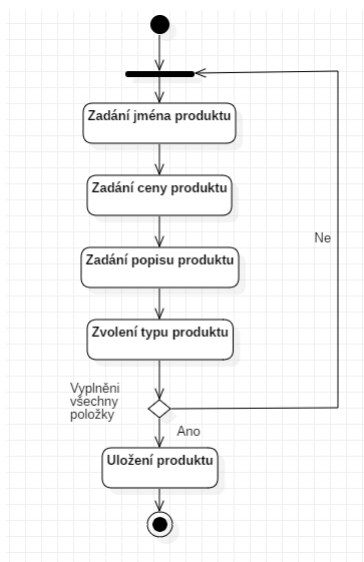 Zadání jména produktu
Zadání ceny produktu
Zadání popisu produktu
Ne
Zvolení typu produktu
Vyplněni
všechny
položky
Ano
Uložení produktu